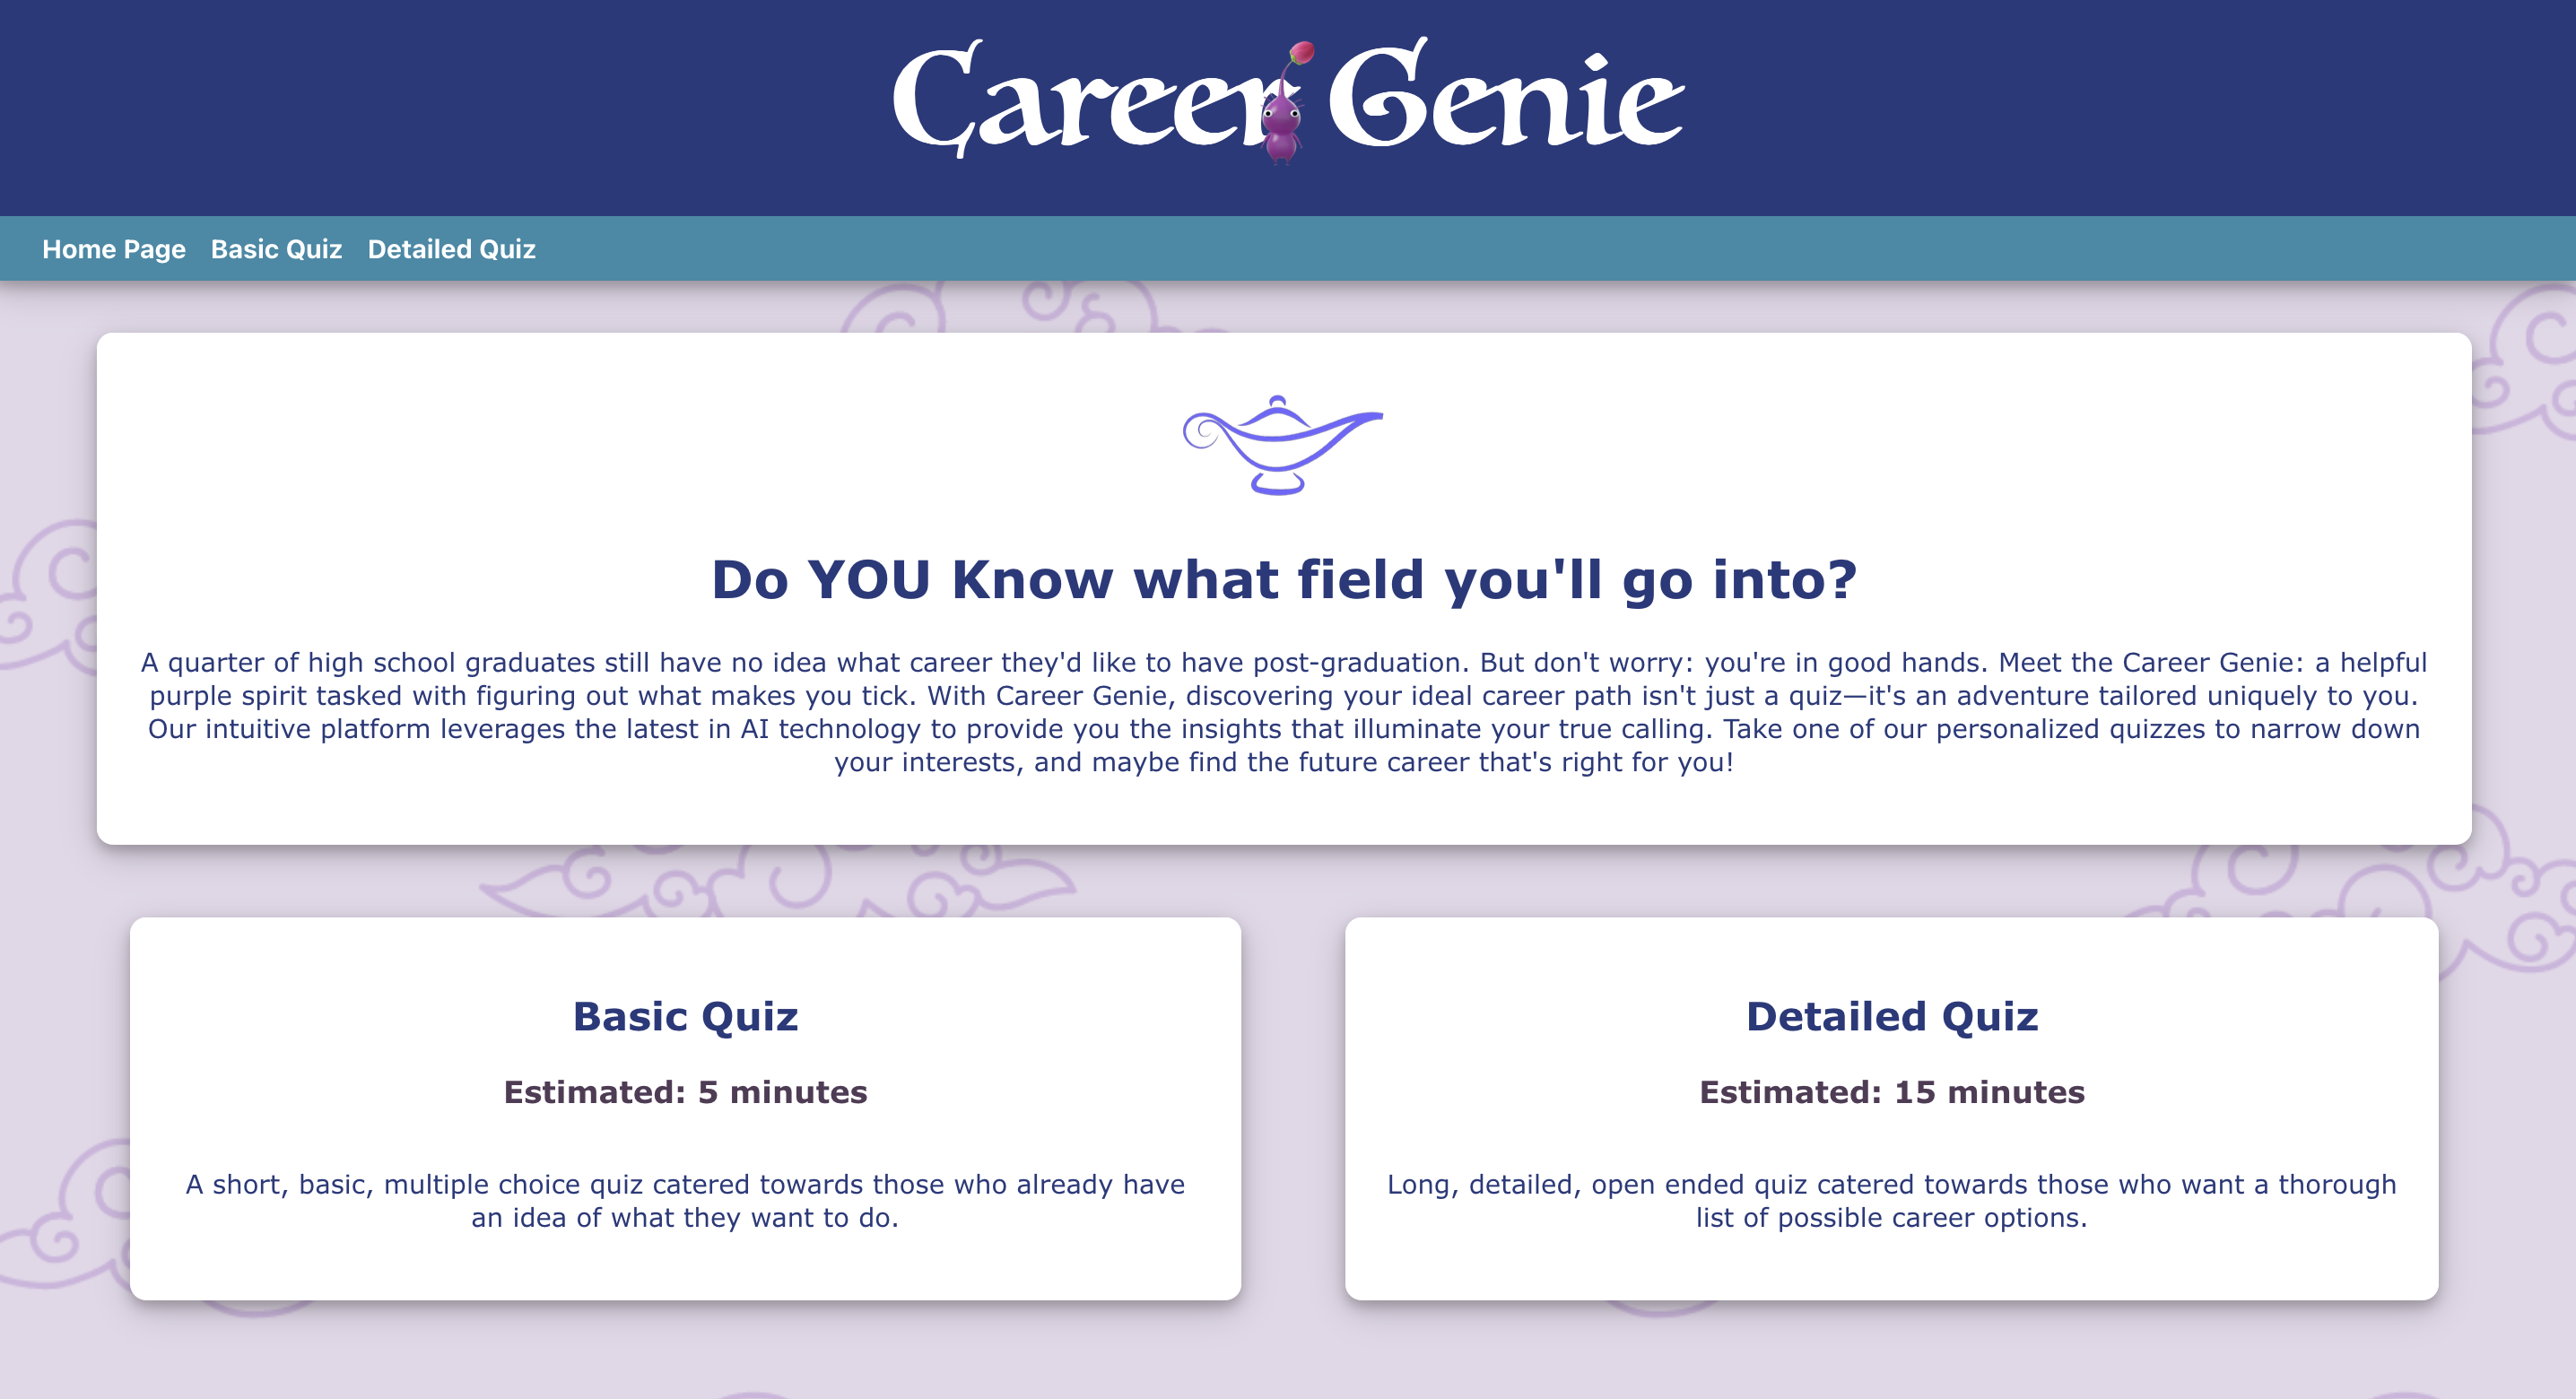 Career Genie
Home Page Basic Quiz Detailed Quiz
Do YOU Know what field you'll go into?
A quarter of high school graduates still have no idea what career they'd like to have post-graduation. But don't worry: you're in good hands. Meet the Career Genie: a helpful
purple spirit tasked with figuring out what makes you tick. With Career Genie, discovering your ideal career path isn't just a quiz—it's an adventure tailored uniquely to you.
Our intuitive platform leverages the latest in AI technology to provide you the insights that illuminate your true calling. Take one of our personalized quizzes to narrow down
your interests, and maybe find the future career that's right for you!
Basic Quiz
Estimated: 5 minutes
A short, basic, multiple choice quiz catered towards those who already have
an idea of what they want to do.
Detailed Quiz
Estimated: 15 minutes
Long, detailed, open ended quiz catered towards those who want a thorough
list of possible career options.